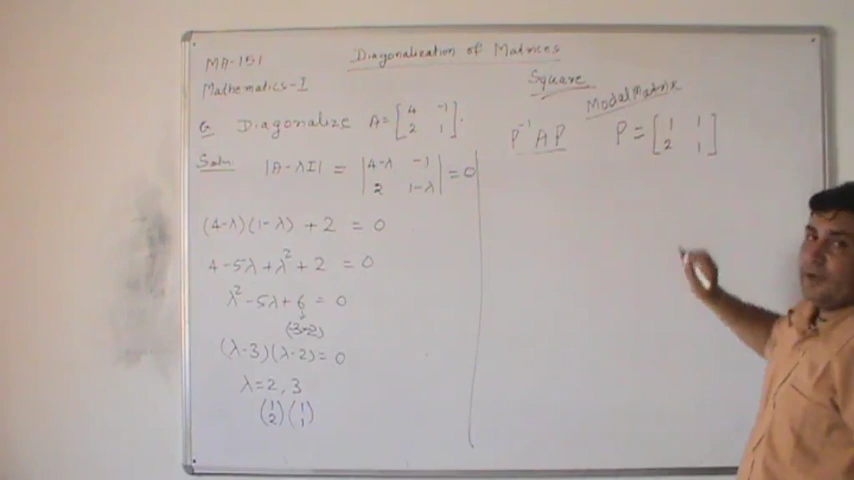 MA-151
Diagonalization of Matrices
Mathematics-I
Q Diagonalize A = [4 -1; 2 1].
Soln. |A-λI| = |4-λ -1; 2 1-λ| = 0
(4-λ)(1-λ) + 2 = 0
4-5λ+λ²+2 = 0
λ²-5λ+6 = 0
(-3×-2)
(λ-3)(λ-2)=0
λ=2, 3
(1; 2) (1; 1)
Square
Modal Matrix
P⁻¹AP P = [1 1; 2 1]